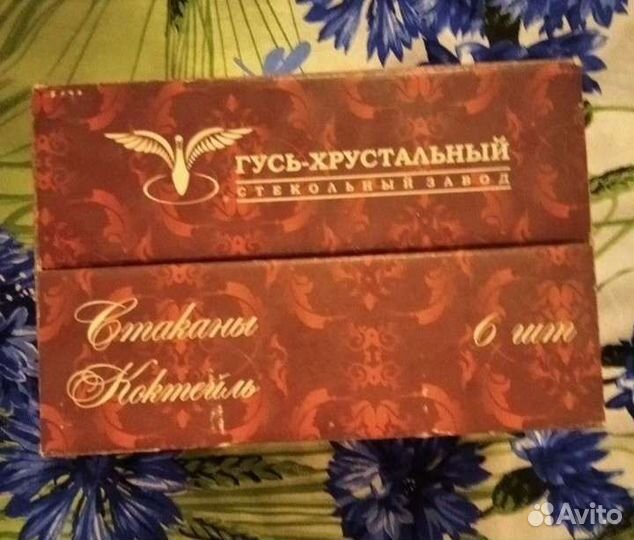 ГУСЬ-ХРУСТАЛЬНЫЙ
СТЕКОЛЬНЫЙ ЗАВОД
Стаканы
Коктейль
6 шт
Avito